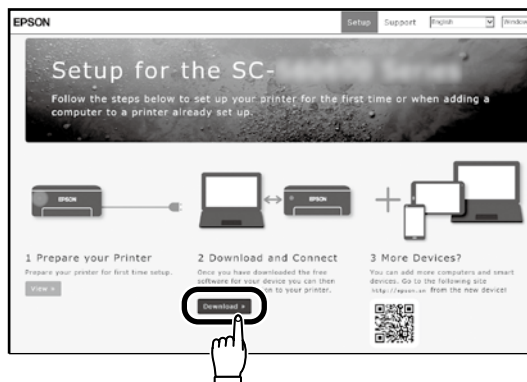 EPSON
Setup Support English Window
Setup for the SC-
Follow the steps below to set up your printer for the first time or when adding a
computer to a printer already set up.
EPSON
EPSON
1 Prepare your Printer
Prepare your printer for first time setup.
View »
2 Download and Connect
Once you have downloaded the free
software for your device you can then
on to your printer.
Download »
3 More Devices?
You can add more computers and smart
devices. Go to the following site
http://epson.sn from the new device!